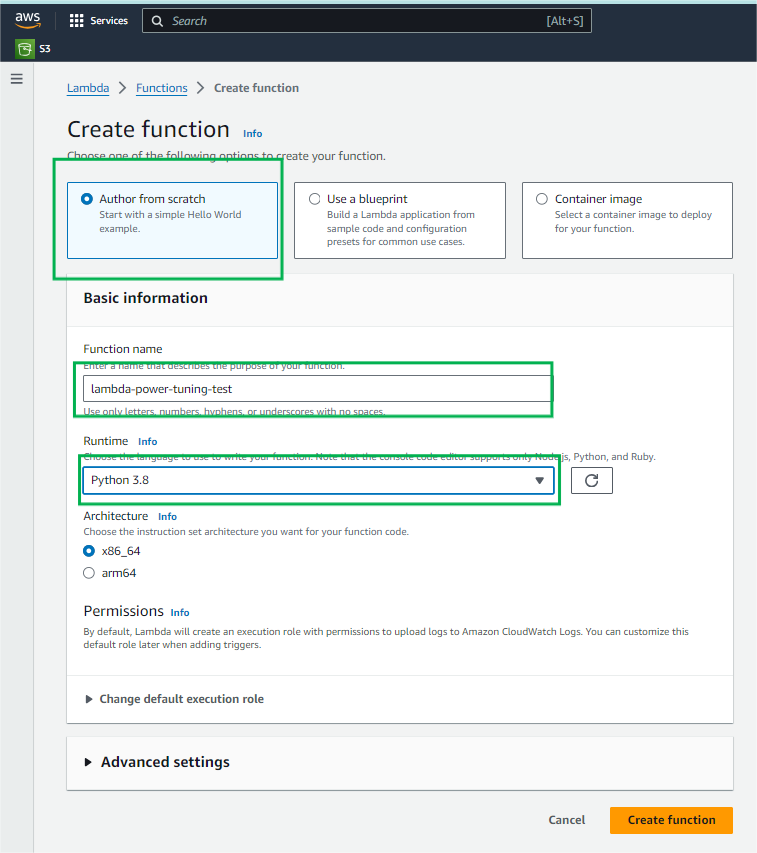 aws Services Search [Alt+S]
S3
Lambda Functions Create function
Create function Info
Choose one of the following options to create your function.
Author from scratch
Start with a simple Hello World
example.
Use a blueprint
Build a Lambda application from
sample code and configuration
presets for common use cases.
Container image
Select a container image to deploy
for your function.
Basic information
Function name
Enter a name that describes the purpose of your function.
lambda-power-tuning-test
Use only letters, numbers, hyphens, or underscores with no spaces.
Runtime Info
Choose the language to use to write your function. Note that the console code editor supports only Node.js, Python, and Ruby.
Python 3.8
Architecture Info
Choose the instruction set architecture you want for your function code.
x86_64
arm64
Permissions Info
By default, Lambda will create an execution role with permissions to upload logs to Amazon CloudWatch Logs. You can customize this
default role later when adding triggers.
Change default execution role
Advanced settings
Cancel Create function